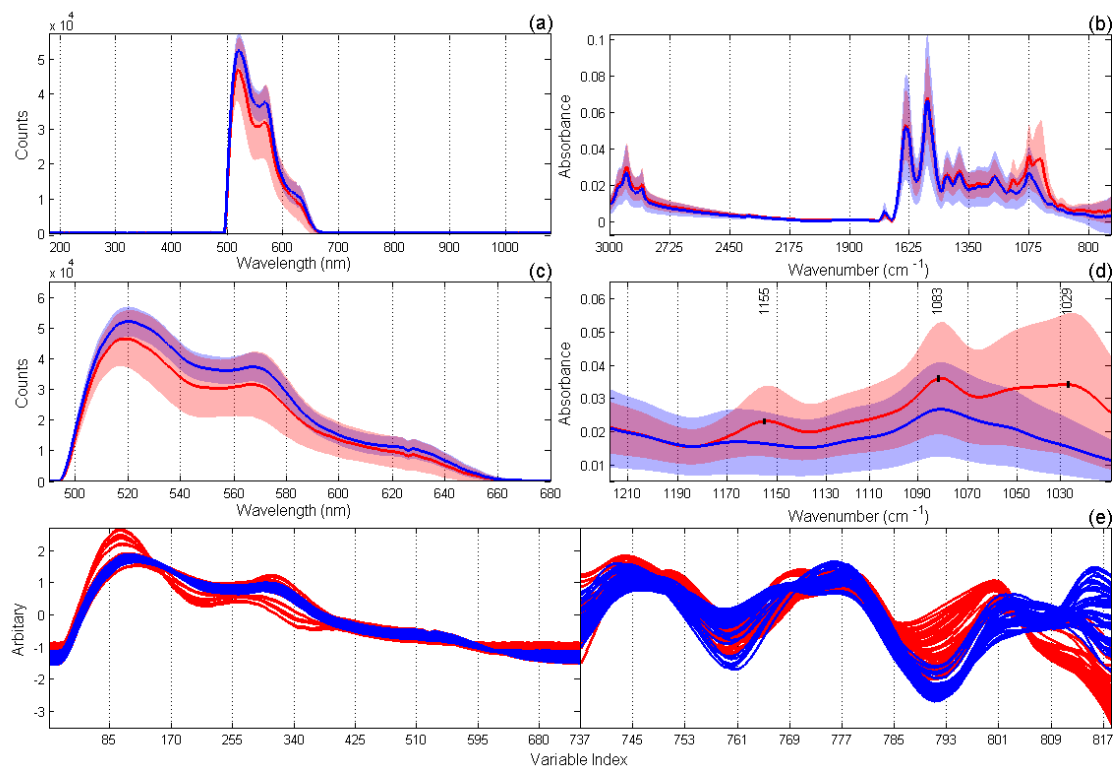 x 10^4
(a)
Counts
5
4
3
2
1
0
200 300 400 500 600 700 800 900 1000
Wavelength (nm)
(b)
Absorbance
0.1
0.08
0.06
0.04
0.02
0
3000 2725 2450 2175 1900 1625 1350 1075 800
Wavenumber (cm^-1)
x 10^4
(c)
Counts
6
5
4
3
2
1
0
500 520 540 560 580 600 620 640 660 680
Wavelength (nm)
(d)
1155 1083 1029
Absorbance
0.06
0.05
0.04
0.03
0.02
0.01
1210 1190 1170 1150 1130 1110 1090 1070 1050 1030
Wavenumber (cm^-1)
(e)
Arbitary
2
1
0
-1
-2
-3
85 170 255 340 425 510 595 680 737 745 753 761 769 777 785 793 801 809 817
Variable Index